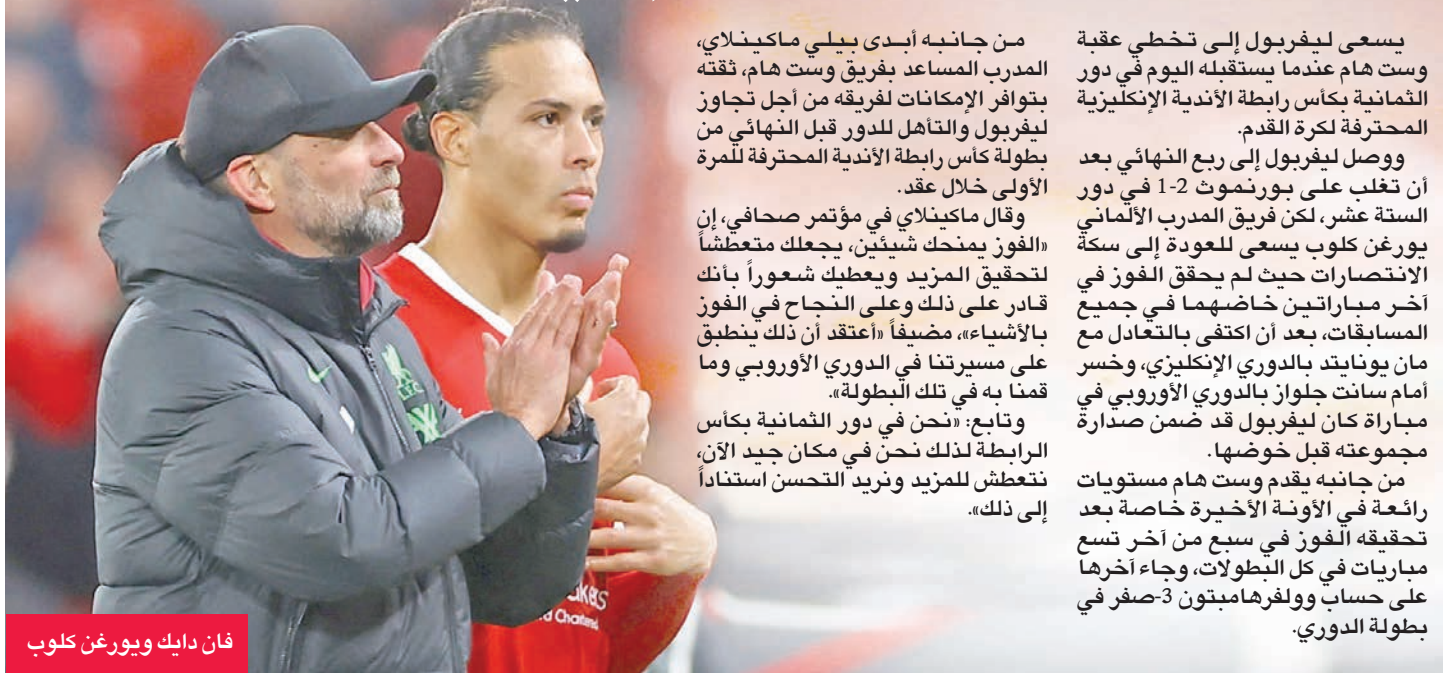 يسعى ليفربول إلى تخطي عقبة
وست هام عندما يستقبله اليوم في دور
الثمانية بكأس رابطة الأندية الإنكليزية
المحترفة لكرة القدم.
ووصل ليفربول إلى ربع النهائي بعد
أن تغلب على بورنموث 2-1 في دور
الستة عشر، لكن فريق المدرب الألماني
يورغن كلوب يسعى للعودة إلى سكة
الانتصارات حيث لم يحقق الفوز في
آخر مباراتين خاضهما في جميع
المسابقات، بعد أن اكتفى بالتعادل مع
مان يونايتد بالدوري الإنكليزي، وخسر
أمام سانت جلواز بالدوري الأوروبي في
مباراة كان ليفربول قد ضمن صدارة
مجموعته قبل خوضها.
من جانبه يقدم وست هام مستويات
رائعة في الأونة الأخيرة خاصة بعد
تحقيقه الفوز في سبع من آخر تسع
مباريات في كل البطولات، وجاء آخرها
على حساب وولفرهامبتون 3-صفر في
بطولة الدوري.
من جانبه أبدى بيلي ماكينلاي،
المدرب المساعد بفريق وست هام، ثقته
بتوافر الإمكانات لفريقه من أجل تجاوز
ليفربول والتأهل للدور قبل النهائي من
بطولة كأس رابطة الأندية المحترفة للمرة
الأولى خلال عقد.
وقال ماكينلاي في مؤتمر صحافي، إن
«الفوز يمنحك شيئين، يجعلك متعطشاً
لتحقيق المزيد ويعطيك شعوراً بأنك
قادر على ذلك وعلى النجاح في الفوز
بالأشياء»، مضيفاً «أعتقد أن ذلك ينطبق
على مسيرتنا في الدوري الأوروبي وما
قمنا به في تلك البطولة».
وتابع: «نحن في دور الثمانية بكأس
الرابطة لذلك نحن في مكان جيد الآن،
نتعطش للمزيد ونريد التحسن استناداً
إلى ذلك».
فان دايك ويورغن كلوب